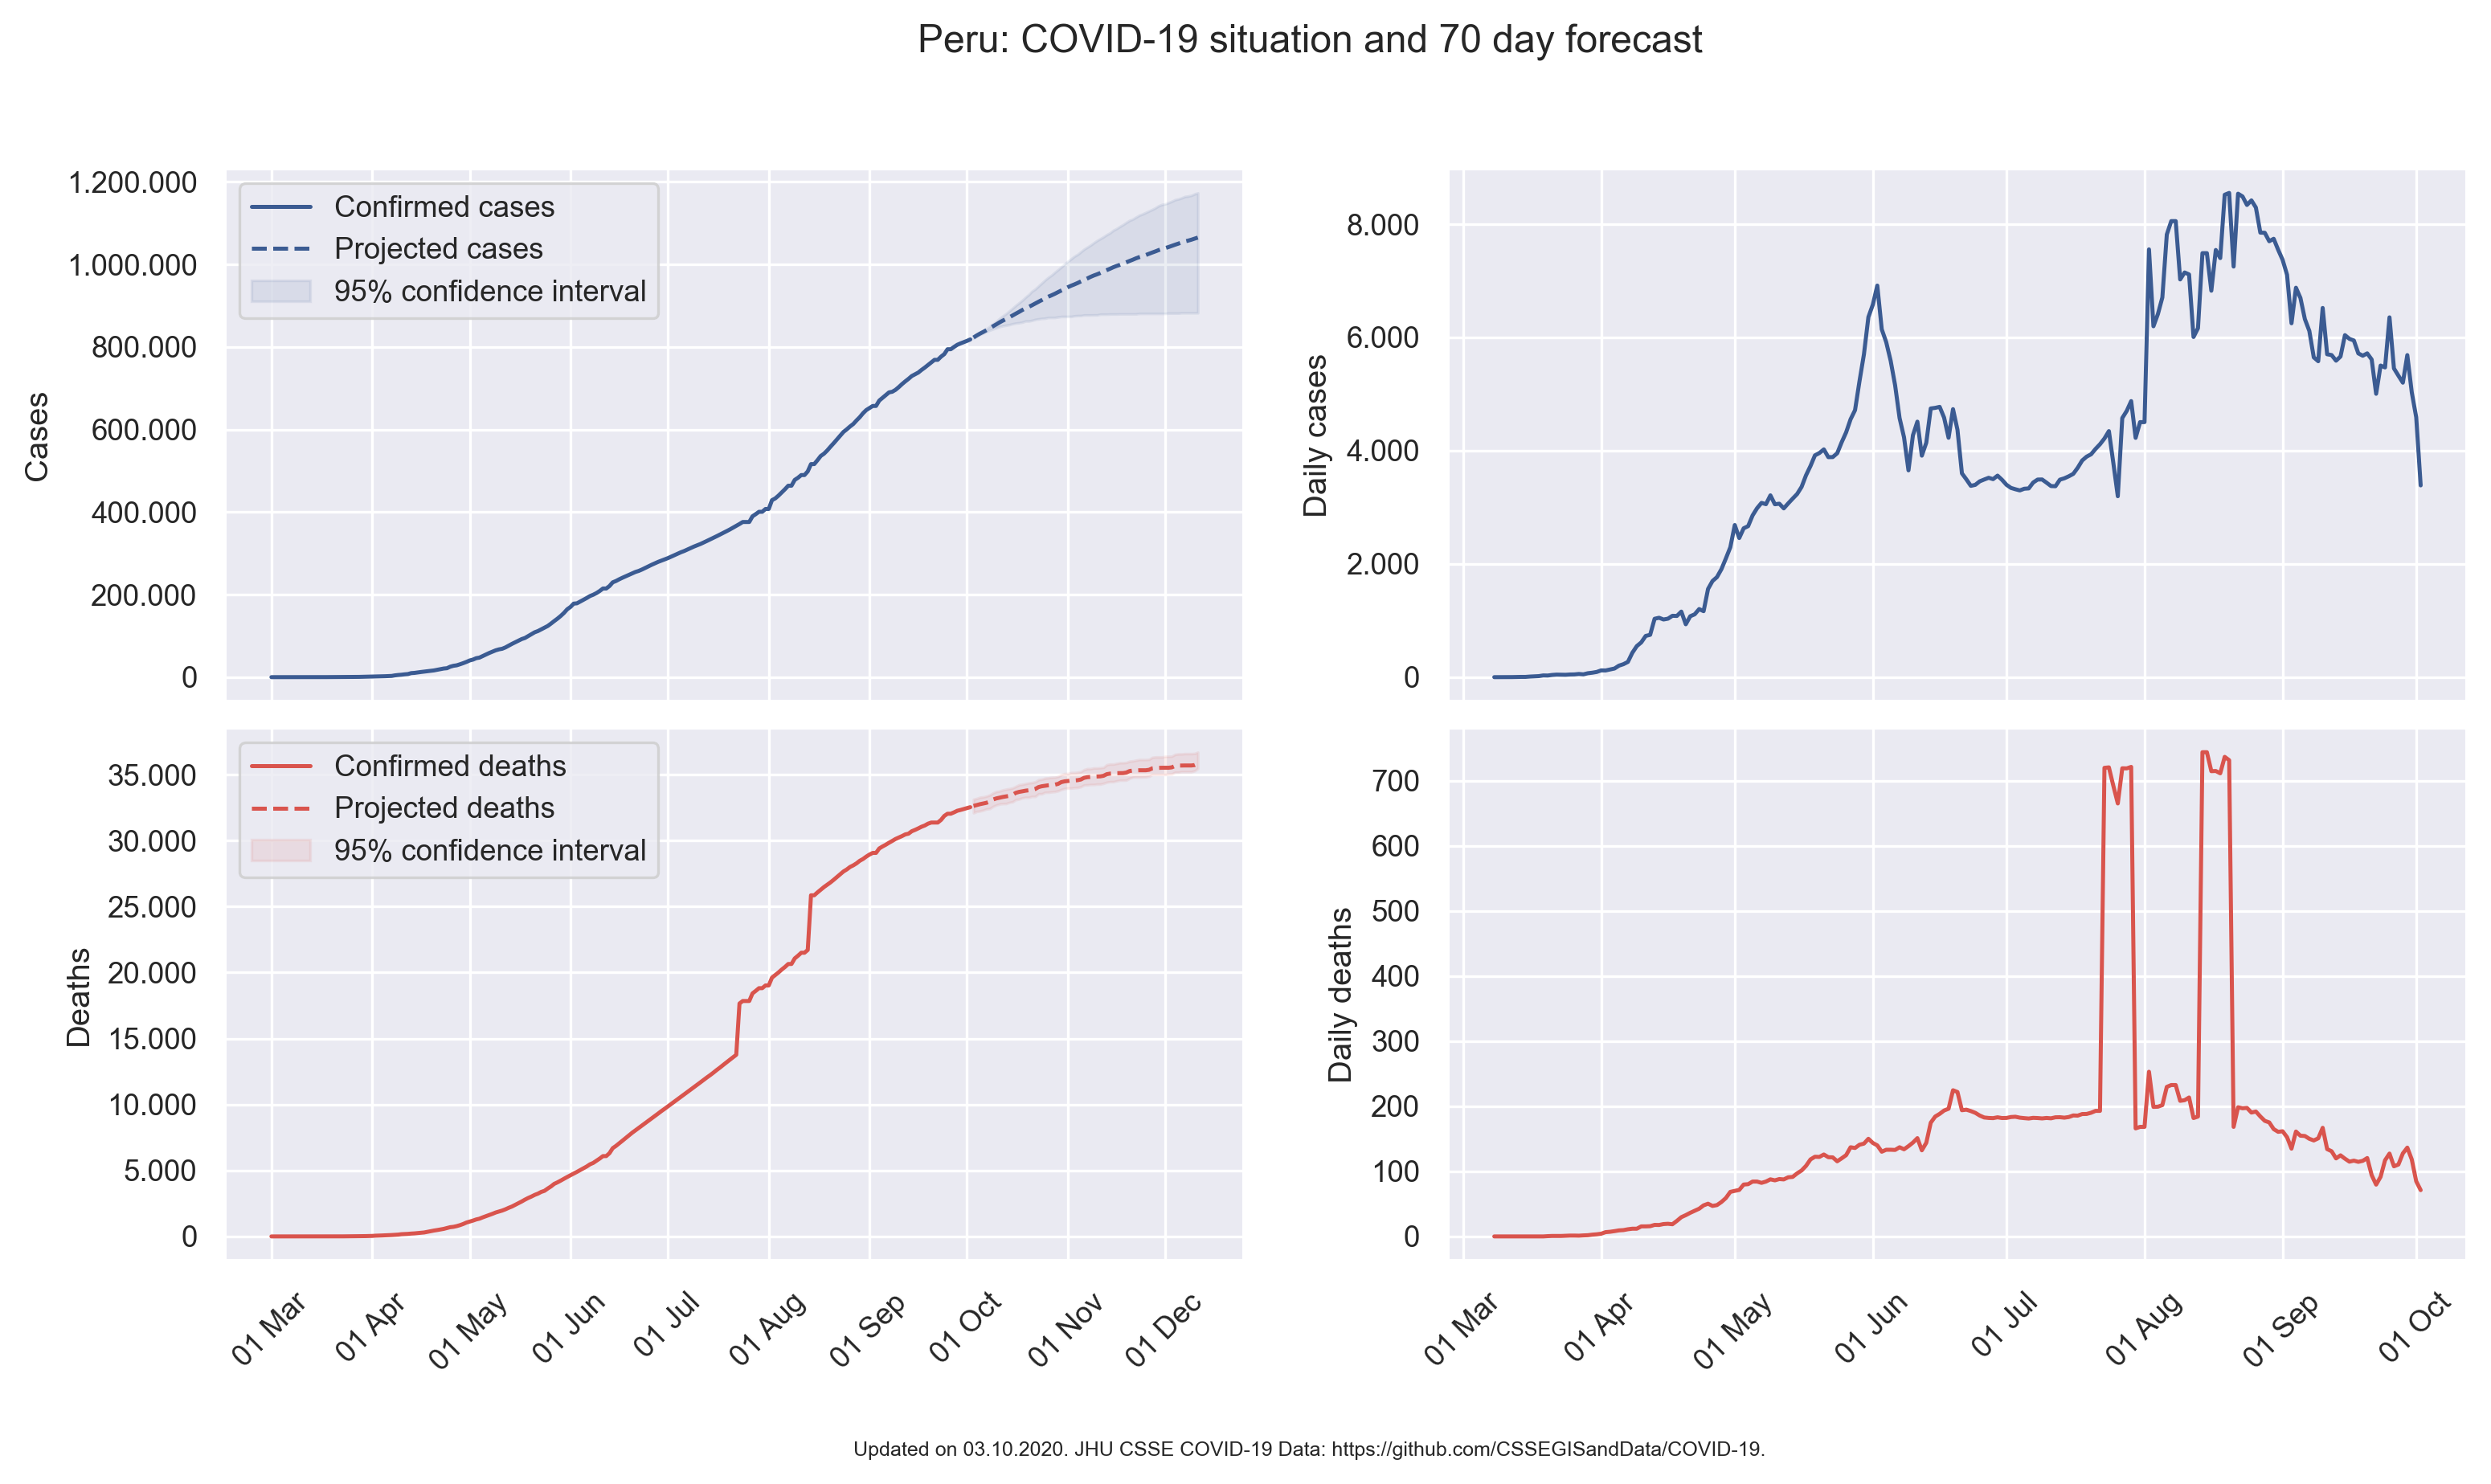 Peru: COVID-19 situation and 70 day forecast
1.200.000
1.000.000
800.000
600.000
400.000
200.000
0
Cases
Confirmed cases
Projected cases
95% confidence interval
8.000
6.000
4.000
2.000
0
Daily cases
35.000
30.000
25.000
20.000
15.000
10.000
5.000
0
Deaths
Confirmed deaths
Projected deaths
95% confidence interval
01 Mar
01 Apr
01 May
01 Jun
01 Jul
01 Aug
01 Sep
01 Oct
01 Nov
01 Dec
700
600
500
400
300
200
100
0
Daily deaths
01 Mar
01 Apr
01 May
01 Jun
01 Jul
01 Aug
01 Sep
01 Oct
Updated on 03.10.2020. JHU CSSE COVID-19 Data: https://github.com/CSSEGISandData/COVID-19.